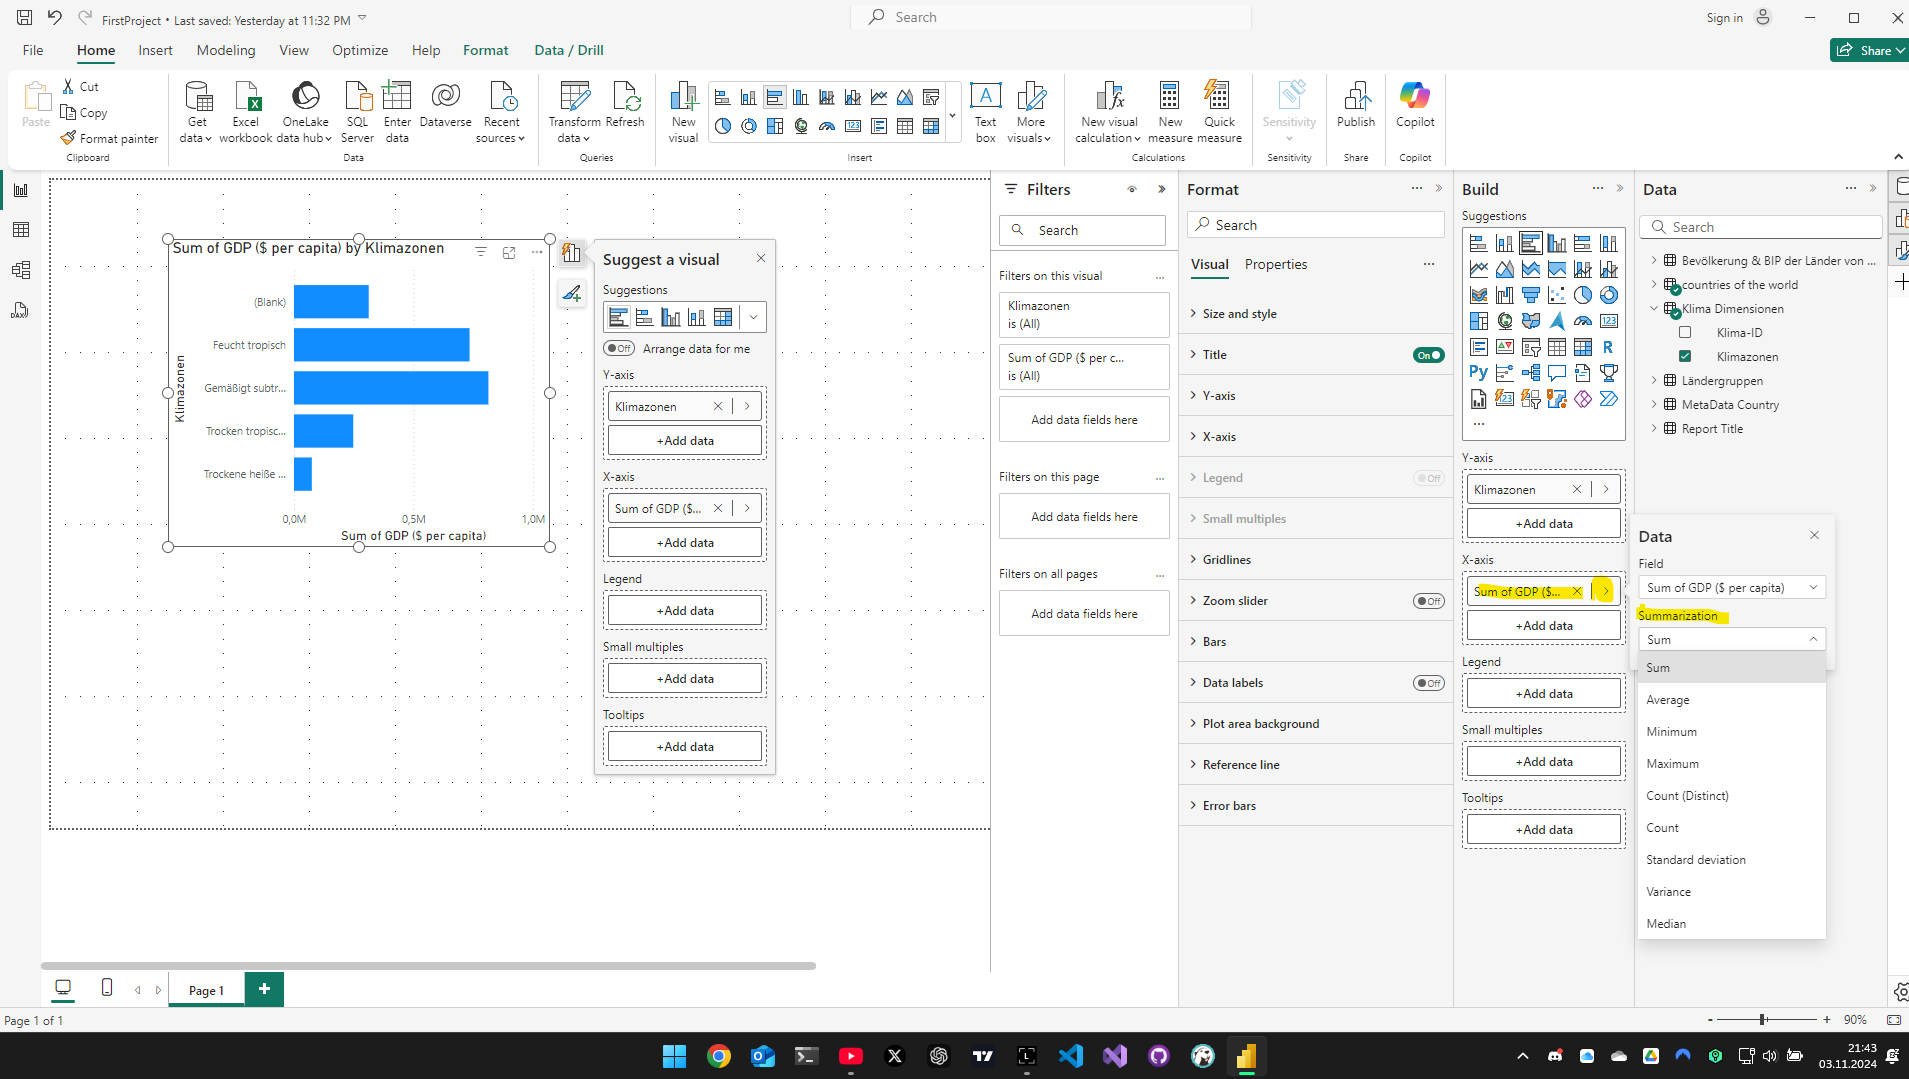 FirstProject • Last saved: Yesterday at 11:32 PM
Search
Sign in
File
Home
Insert
Modeling
View
Optimize
Help
Format
Data / Drill
Share
Paste
Cut
Copy
Format painter
Clipboard
Get data
Excel workbook
OneLake data hub
SQL Server
Enter data
Dataverse
Recent sources
Data
Transform data
Refresh
Queries
New visual
Text box
More visuals
Insert
New visual calculation
New measure
Quick measure
Calculations
Sensitivity
Sensitivity
Publish
Share
Copilot
Copilot
Sum of GDP ($ per capita) by Klimazonen
Klimazonen
(Blank)
Feucht tropisch
Gemäßigt subtr...
Trocken tropisc...
Trockene heiße ...
0,0M
0,5M
1,0M
Sum of GDP ($ per capita)
Suggest a visual
Suggestions
Off
Arrange data for me
Y-axis
Klimazonen
+Add data
X-axis
Sum of GDP ($...
+Add data
Legend
+Add data
Small multiples
+Add data
Tooltips
+Add data
Filters
Search
Filters on this visual
...
Klimazonen
is (All)
Sum of GDP ($ per c...
is (All)
Add data fields here
Filters on this page
...
Add data fields here
Filters on all pages
...
Add data fields here
Format
Search
Visual
Properties
Size and style
Title
On
Y-axis
X-axis
Legend
Off
Small multiples
Gridlines
Zoom slider
Off
Bars
Data labels
Off
Plot area background
Reference line
Error bars
Build
Suggestions
123
R
Py
123
...
Y-axis
Klimazonen
+Add data
X-axis
Sum of GDP ($...
+Add data
Legend
+Add data
Small multiples
+Add data
Tooltips
+Add data
Data
Search
Bevölkerung & BIP der Länder von ...
countries of the world
Klima Dimensionen
Klima-ID
Klimazonen
Ländergruppen
MetaData Country
Report Title
Data
Field
Sum of GDP ($ per capita)
Summarization
Sum
Sum
Average
Minimum
Maximum
Count (Distinct)
Count
Standard deviation
Variance
Median
DAX
Page 1
+
Page 1 of 1
- + 90%
21:43
03.11.2024